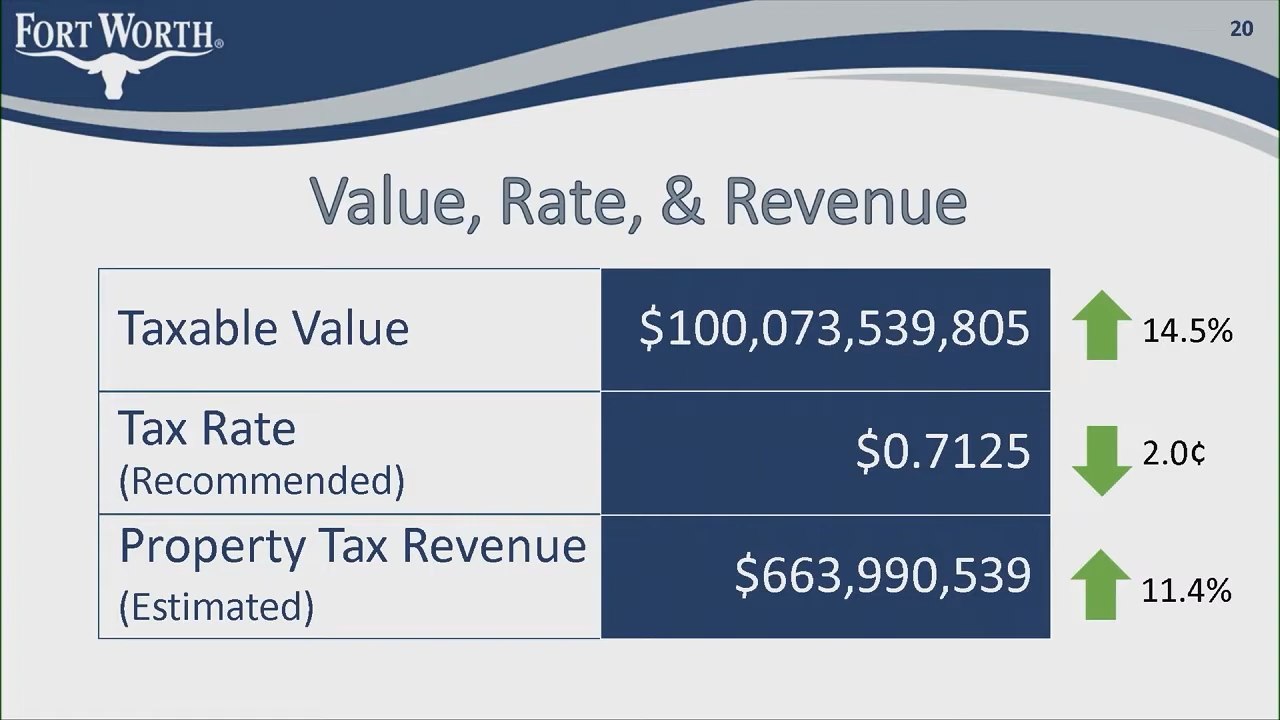 FORT WORTH®
20
Value, Rate, & Revenue
Taxable Value
$100,073,539,805
14.5%
Tax Rate
(Recommended)
$0.7125
2.0¢
Property Tax Revenue
(Estimated)
$663,990,539
11.4%